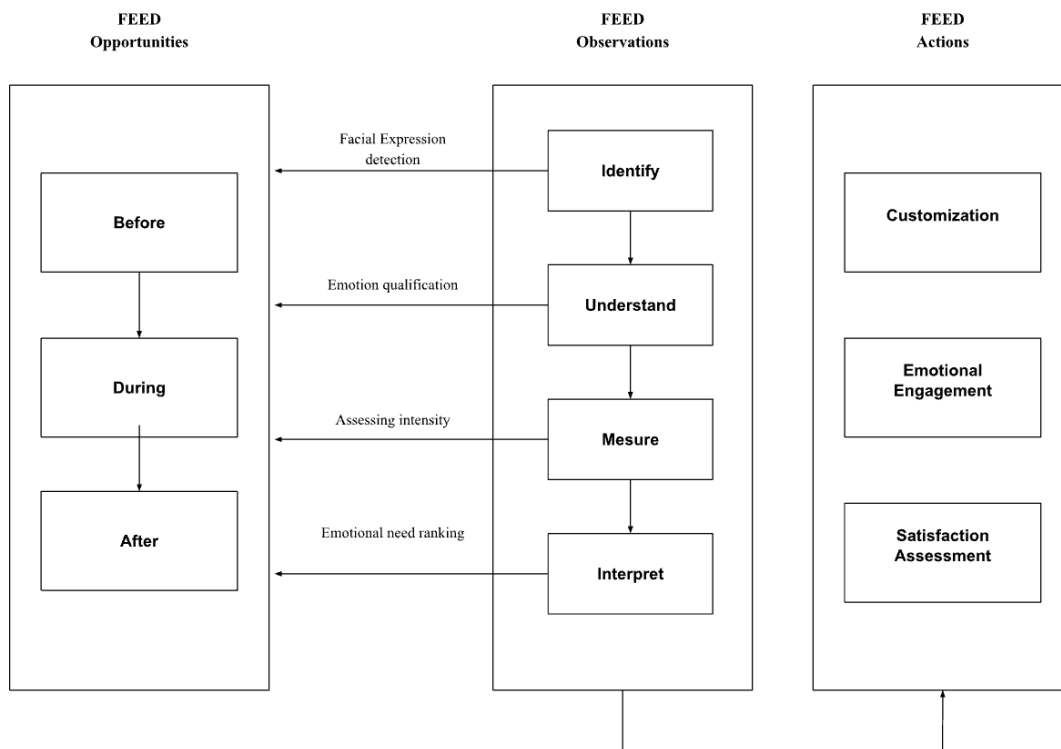 FEED
Opportunities
FEED
Observations
FEED
Actions
Before
During
After
Facial Expression
detection
Emotion qualification
Assessing intensity
Emotional need ranking
Identify
Understand
Mesure
Interpret
Customization
Emotional
Engagement
Satisfaction
Assessment